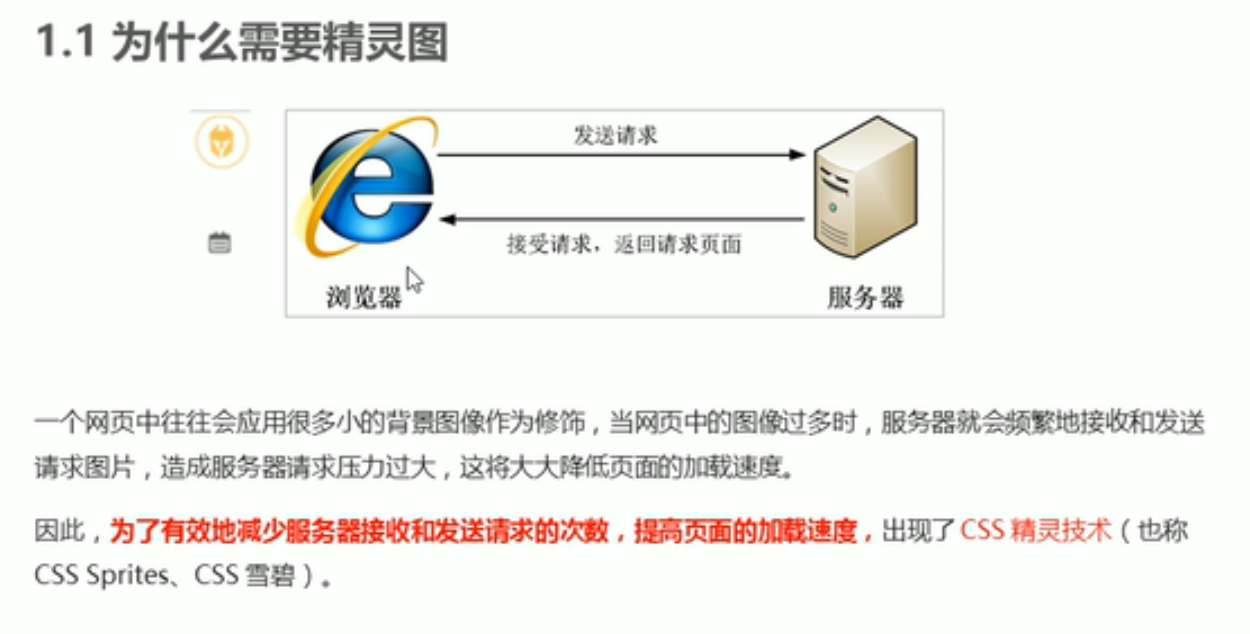 1.1 为什么需要精灵图
发送请求
接受请求，返回请求页面
浏览器
服务器
一个网页中往往会应用很多小的背景图像作为修饰，当网页中的图像过多时，服务器就会频繁地接收和发送
请求图片，造成服务器请求压力过大，这将大大降低页面的加载速度。
因此，为了有效地减少服务器接收和发送请求的次数，提高页面的加载速度，出现了 CSS 精灵技术（也称
CSS Sprites、CSS 雪碧）。